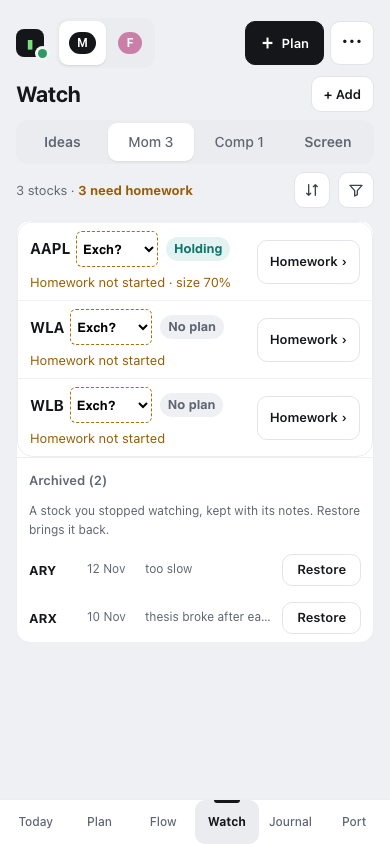 M
F
+ Plan
Watch
+ Add
Ideas
Mom 3
Comp 1
Screen
3 stocks · 3 need homework
AAPL Exch? Holding
Homework ›
Homework not started · size 70%
WLA Exch? No plan
Homework ›
Homework not started
WLB Exch? No plan
Homework ›
Homework not started
Archived (2)
A stock you stopped watching, kept with its notes. Restore
brings it back.
ARY 12 Nov too slow Restore
ARX 10 Nov thesis broke after ea... Restore
Today
Plan
Flow
Watch
Journal
Port